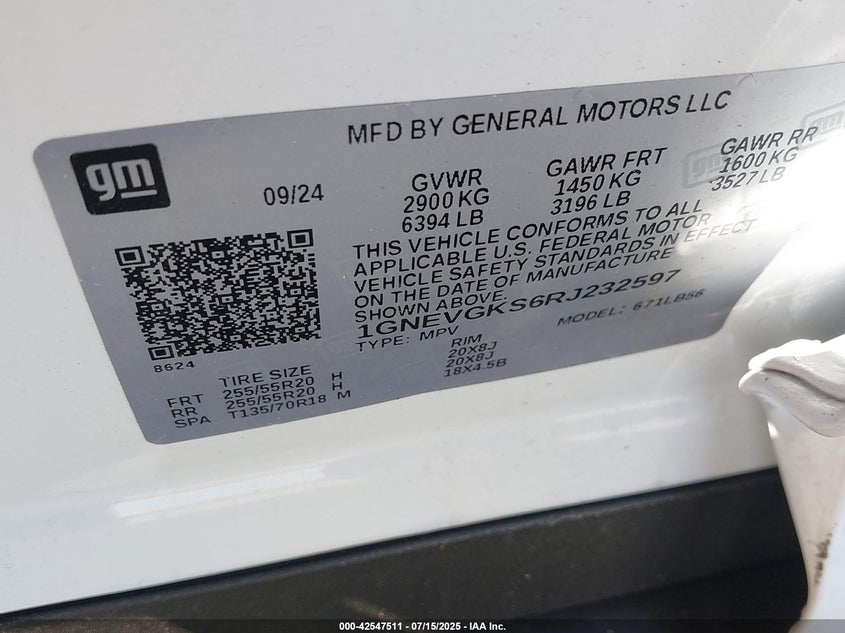 MFD BY GENERAL MOTORS LLC
gm
09/24
GVWR
2900 KG
6394 LB
GAWR FRT
1450 KG
3196 LB
GAWR RR
1600 KG
3527 LB
THIS VEHICLE CONFORMS TO ALL
APPLICABLE U.S. FEDERAL MOTOR
VEHICLE SAFETY STANDARDS IN EFFECT
ON THE DATE OF MANUFACTURE
SHOWN ABOVE.
1GNEVGKS6RJ232597
TYPE: MPV
MODEL: 671LB56
8624
TIRE SIZE
RIM
FRT 255/55R20 H 20X8J
RR 255/55R20 H 20X8J
SPA T135/70R18 M 18X4.5B
000-42547511 - 07/15/2025 - IAA Inc.